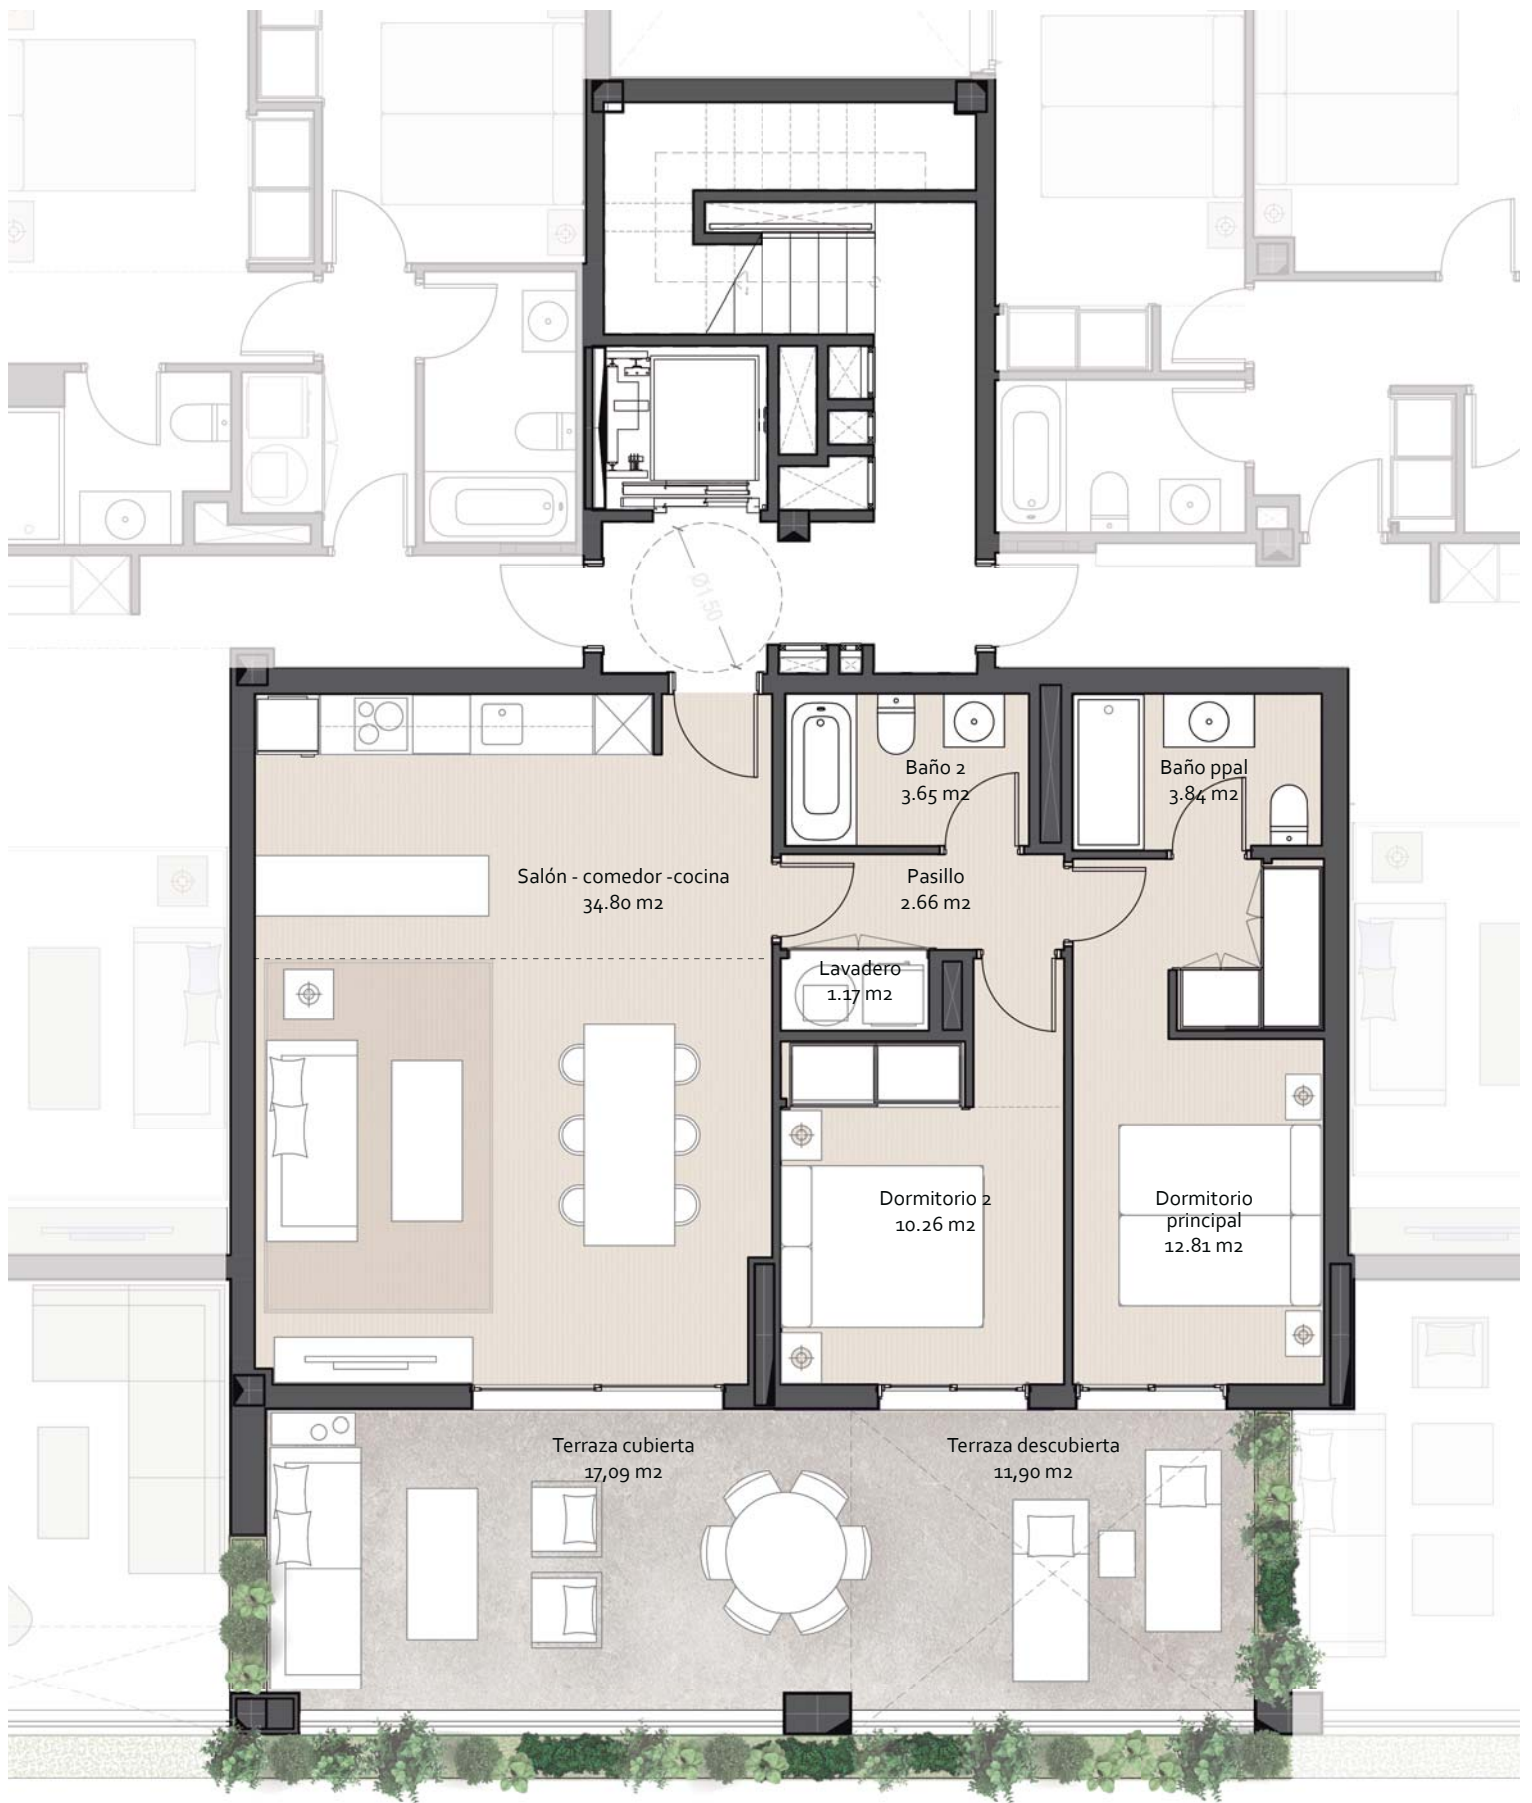 Ø1.50
Baño 2
3.65 m2
Baño ppal
3.84 m2
Salón - comedor -cocina
34.80 m2
Pasillo
2.66 m2
Lavadero
1.17 m2
Dormitorio 2
10.26 m2
Dormitorio
principal
12.81 m2
Terraza cubierta
17,09 m2
Terraza descubierta
11,90 m2